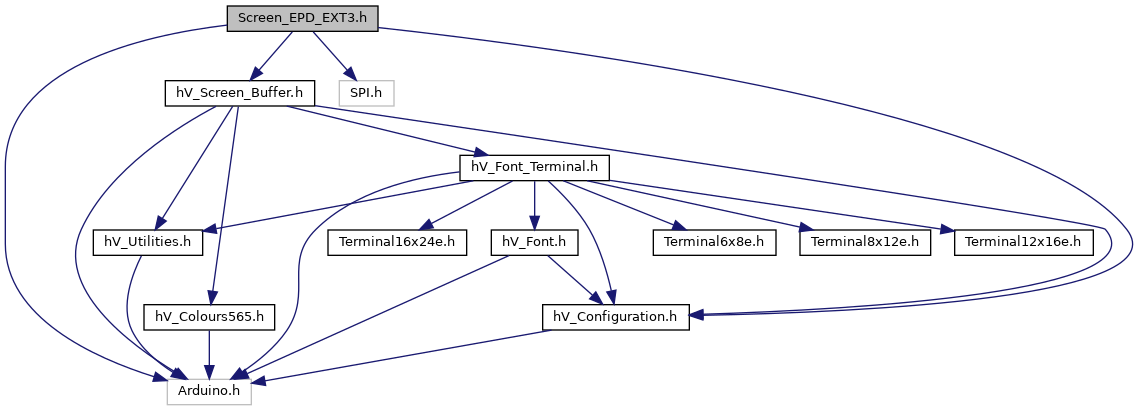 Screen_EPD_EXT3.h
hV_Screen_Buffer.h
SPI.h
hV_Font_Terminal.h
hV_Utilities.h
Terminal16x24e.h
hV_Font.h
Terminal6x8e.h
Terminal8x12e.h
Terminal12x16e.h
hV_Colours565.h
hV_Configuration.h
Arduino.h